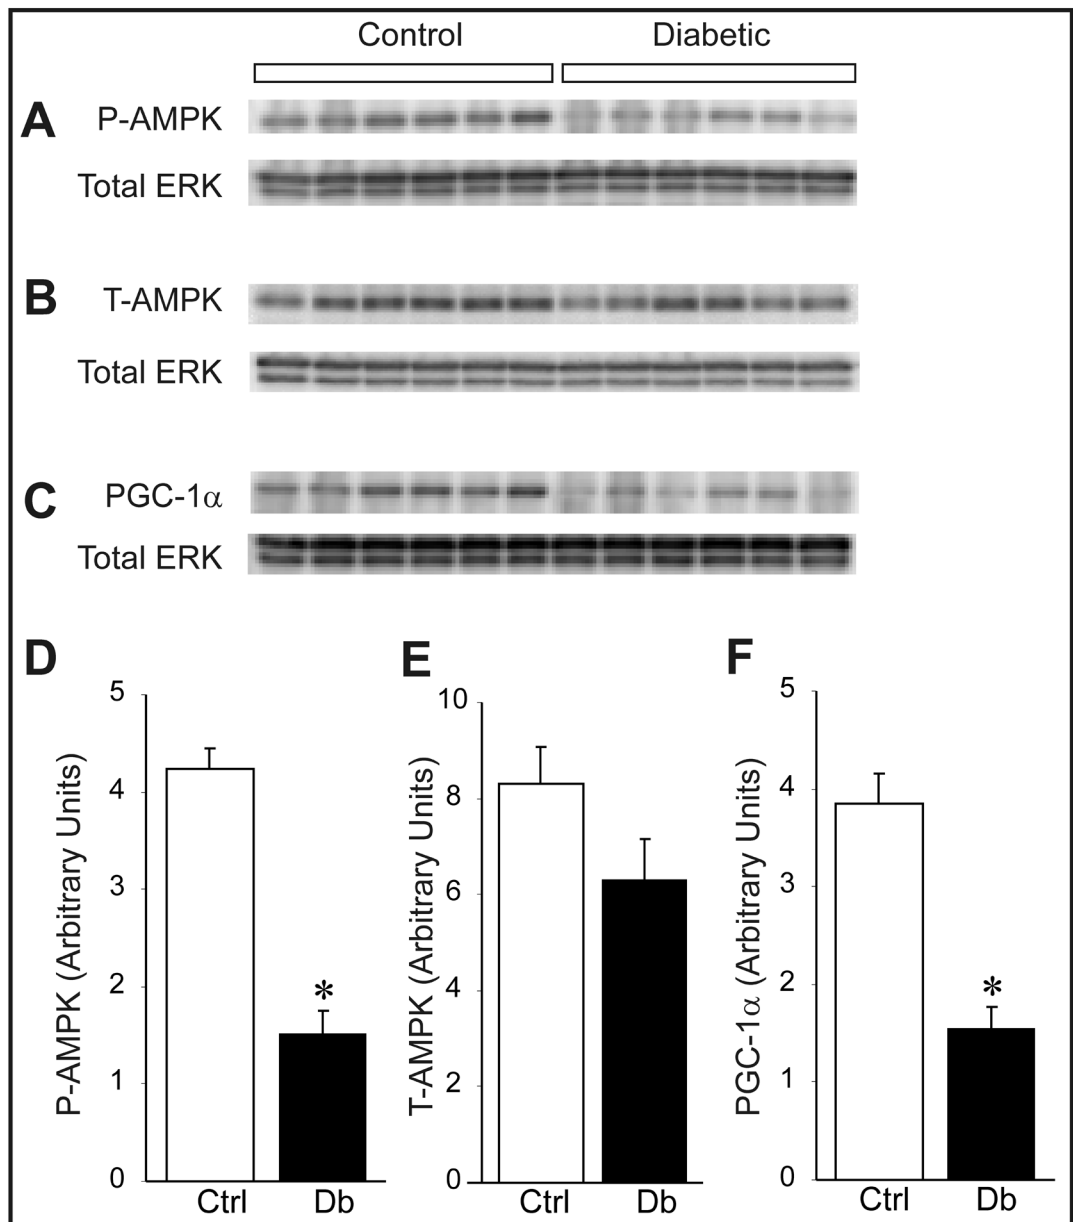 Control Diabetic
A P-AMPK
Total ERK
B T-AMPK
Total ERK
C PGC-1α
Total ERK
D E F
P-AMPK (Arbitrary Units)
5
4
3
2
1
0
*
Ctrl Db
T-AMPK (Arbitrary Units)
10
8
6
4
2
0
Ctrl Db
PGC-1α (Arbitrary Units)
5
4
3
2
1
0
*
Ctrl Db